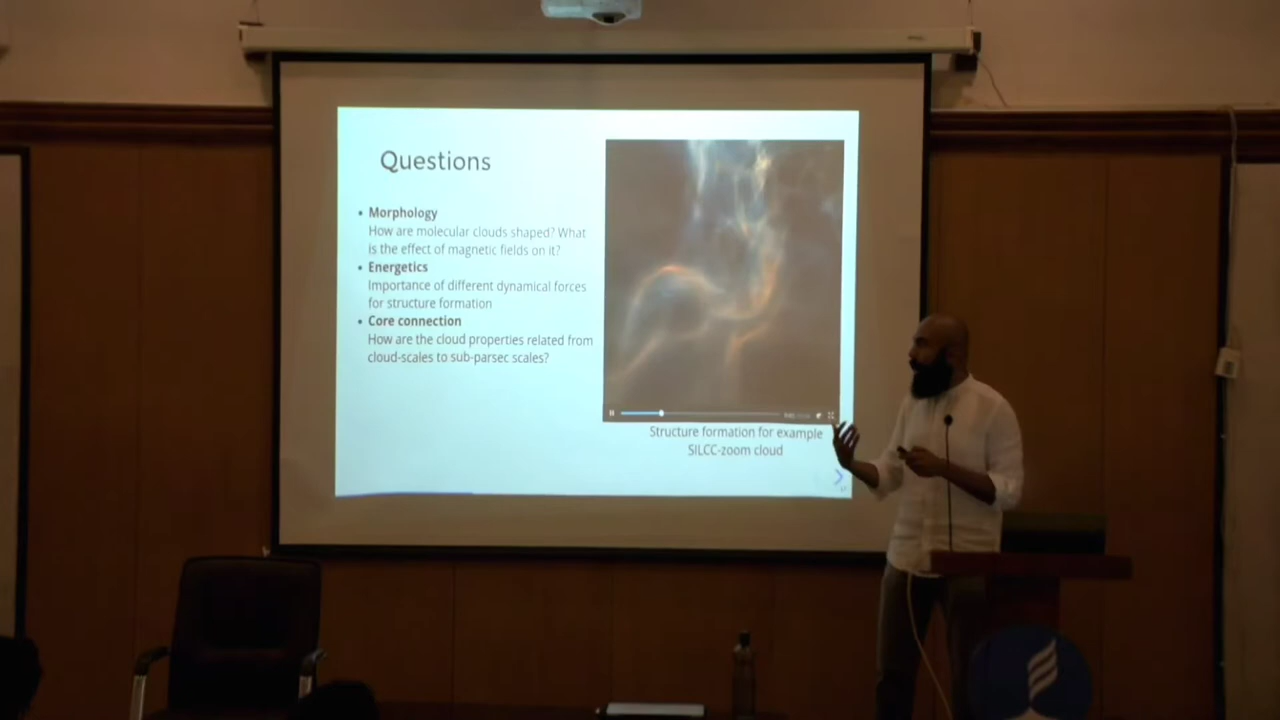 Questions
• Morphology
How are molecular clouds shaped? What
is the effect of magnetic fields on it?
• Energetics
Importance of different dynamical forces
for structure formation
• Core connection
How are the cloud properties related from
cloud-scales to sub-parsec scales?
Structure formation for example
SILCC-zoom cloud